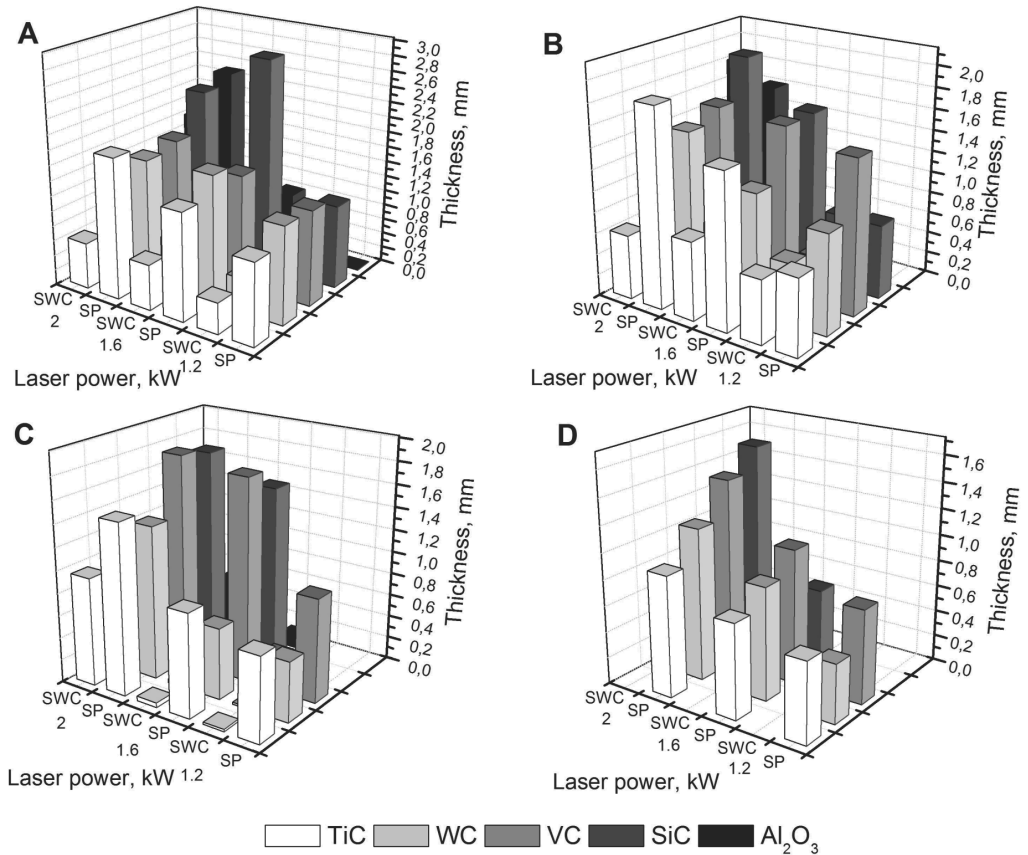 A
3,0
2,8
2,6
2,4
2,2
2,0
1,8
1,6
1,4
1,2
1,0
0,8
0,6
0,4
0,2
0,0
Thickness, mm
SWC SP SWC SP SWC SP
2 1.6 1.2
Laser power, kW
B
2,0
1,8
1,6
1,4
1,2
1,0
0,8
0,6
0,4
0,2
0,0
Thickness, mm
SWC SP SWC SP SWC SP
2 1.6 1.2
Laser power, kW
C
2,0
1,8
1,6
1,4
1,2
1,0
0,8
0,6
0,4
0,2
0,0
Thickness, mm
SWC SP SWC SP SWC SP
2 1.6 1.2
Laser power, kW
D
1,6
1,4
1,2
1,0
0,8
0,6
0,4
0,2
0,0
Thickness, mm
SWC SP SWC SP SWC SP
2 1.6 1.2
Laser power, kW
TiC WC VC SiC Al₂O₃